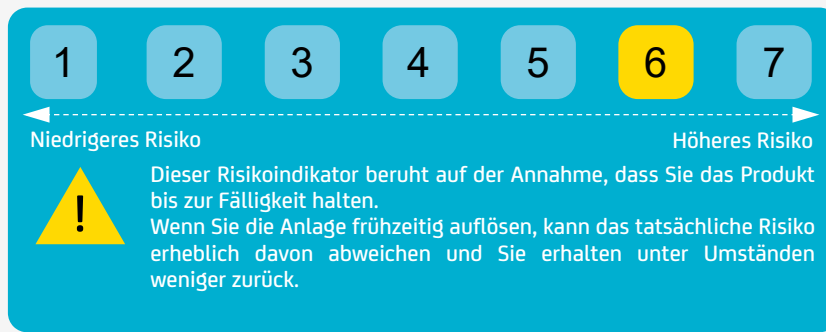 1 2 3 4 5 6 7
Niedrigeres Risiko Höheres Risiko
! Dieser Risikoindikator beruht auf der Annahme, dass Sie das Produkt
bis zur Fälligkeit halten.
Wenn Sie die Anlage frühzeitig auflösen, kann das tatsächliche Risiko
erheblich davon abweichen und Sie erhalten unter Umständen
weniger zurück.